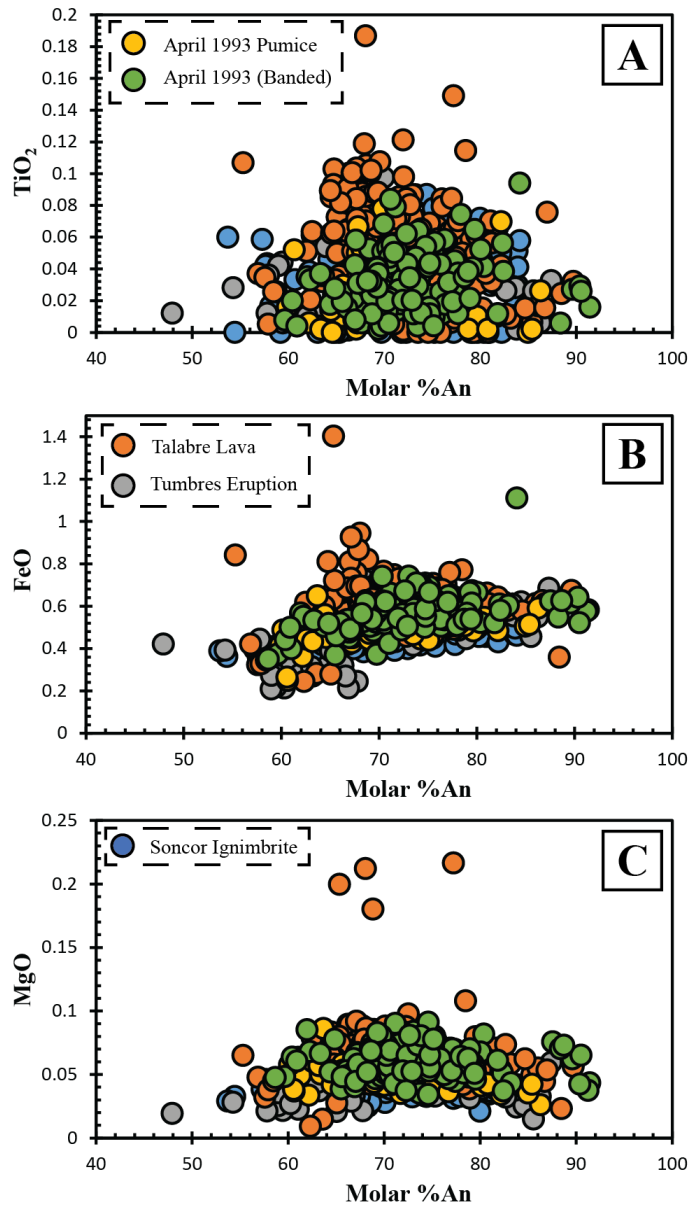 0.2
April 1993 Pumice
A
0.18
April 1993 (Banded)
0.16
0.14
0.12
TiO2
0.1
0.08
0.06
0.04
0.02
0
40 50 60 70 80 90 100
Molar %An
Talabre Lava
B
1.4
Tumbres Eruption
1.2
1
FeO
0.8
0.6
0.4
0.2
0
40 50 60 70 80 90 100
Molar %An
0.25
Soncor Ignimbrite
C
0.2
0.15
MgO
0.1
0.05
0
40 50 60 70 80 90 100
Molar %An